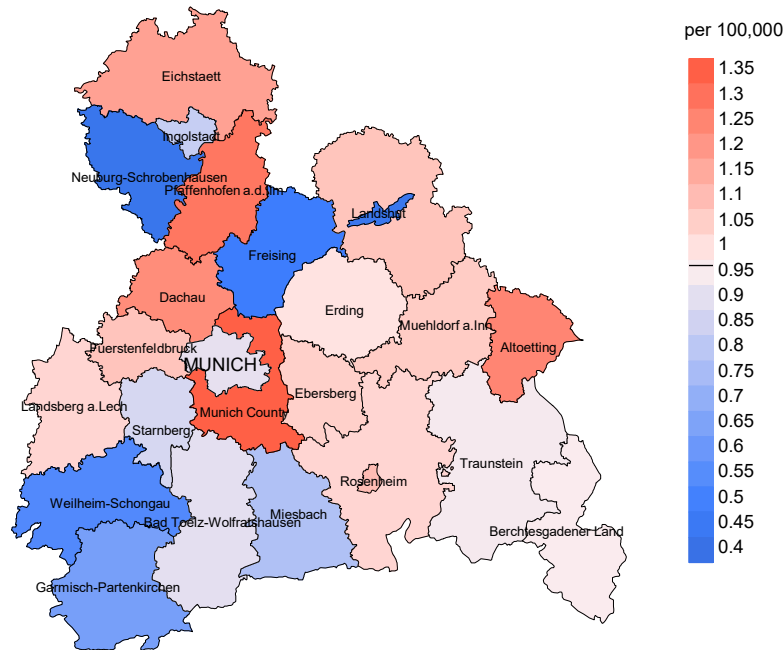 per 100,000
1.35
1.3
1.25
1.2
1.15
1.1
1.05
1
0.95
0.9
0.85
0.8
0.75
0.7
0.65
0.6
0.55
0.5
0.45
0.4
Eichstaett
Ingolstadt
Neuburg-Schrobenhausen
Pfaffenhofen a.d.Ilm
Landshut
Freising
Dachau
Erding
Muehldorf a.Inn
Altoetting
Fuerstenfeldbruck
MUNICH
Ebersberg
Landsberg a.Lech
Munich County
Starnberg
Traunstein
Rosenheim
Miesbach
Weilheim-Schongau
Bad Toelz-Wolfratshausen
Berchtesgadener Land
Garmisch-Partenkirchen